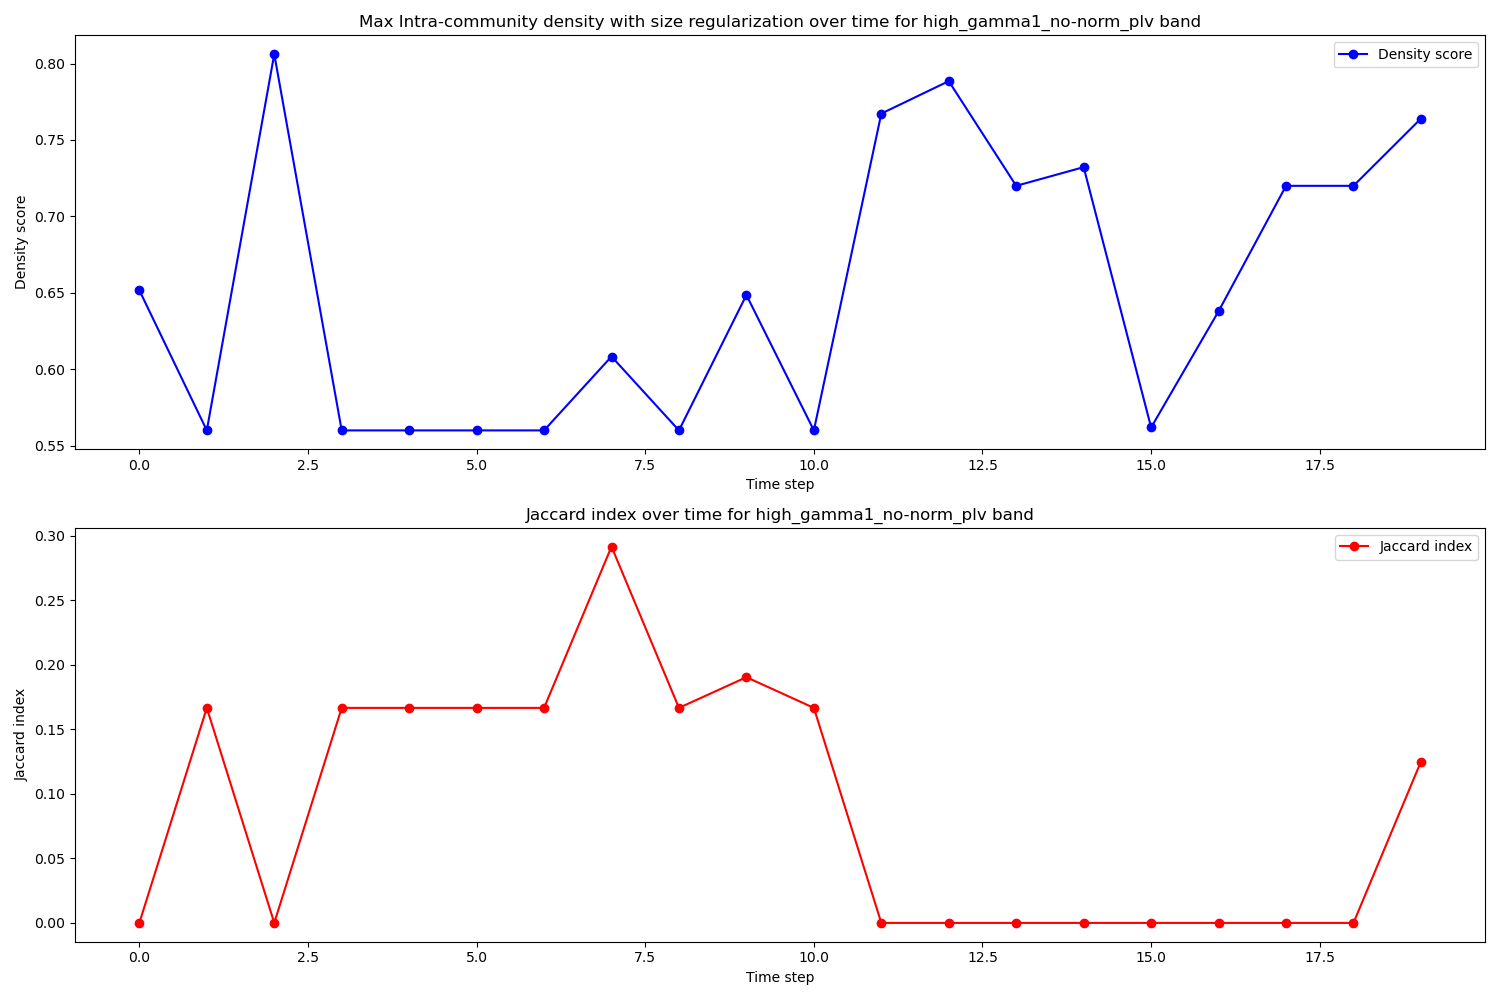 Max Intra-community density with size regularization over time for high_gamma1_no-norm_plv band
Density score
0.80
0.75
0.70
0.65
0.60
0.55
Density score
0.0 2.5 5.0 7.5 10.0 12.5 15.0 17.5
Time step
Jaccard index over time for high_gamma1_no-norm_plv band
Jaccard index
0.30
0.25
0.20
0.15
0.10
0.05
0.00
Jaccard index
0.0 2.5 5.0 7.5 10.0 12.5 15.0 17.5
Time step